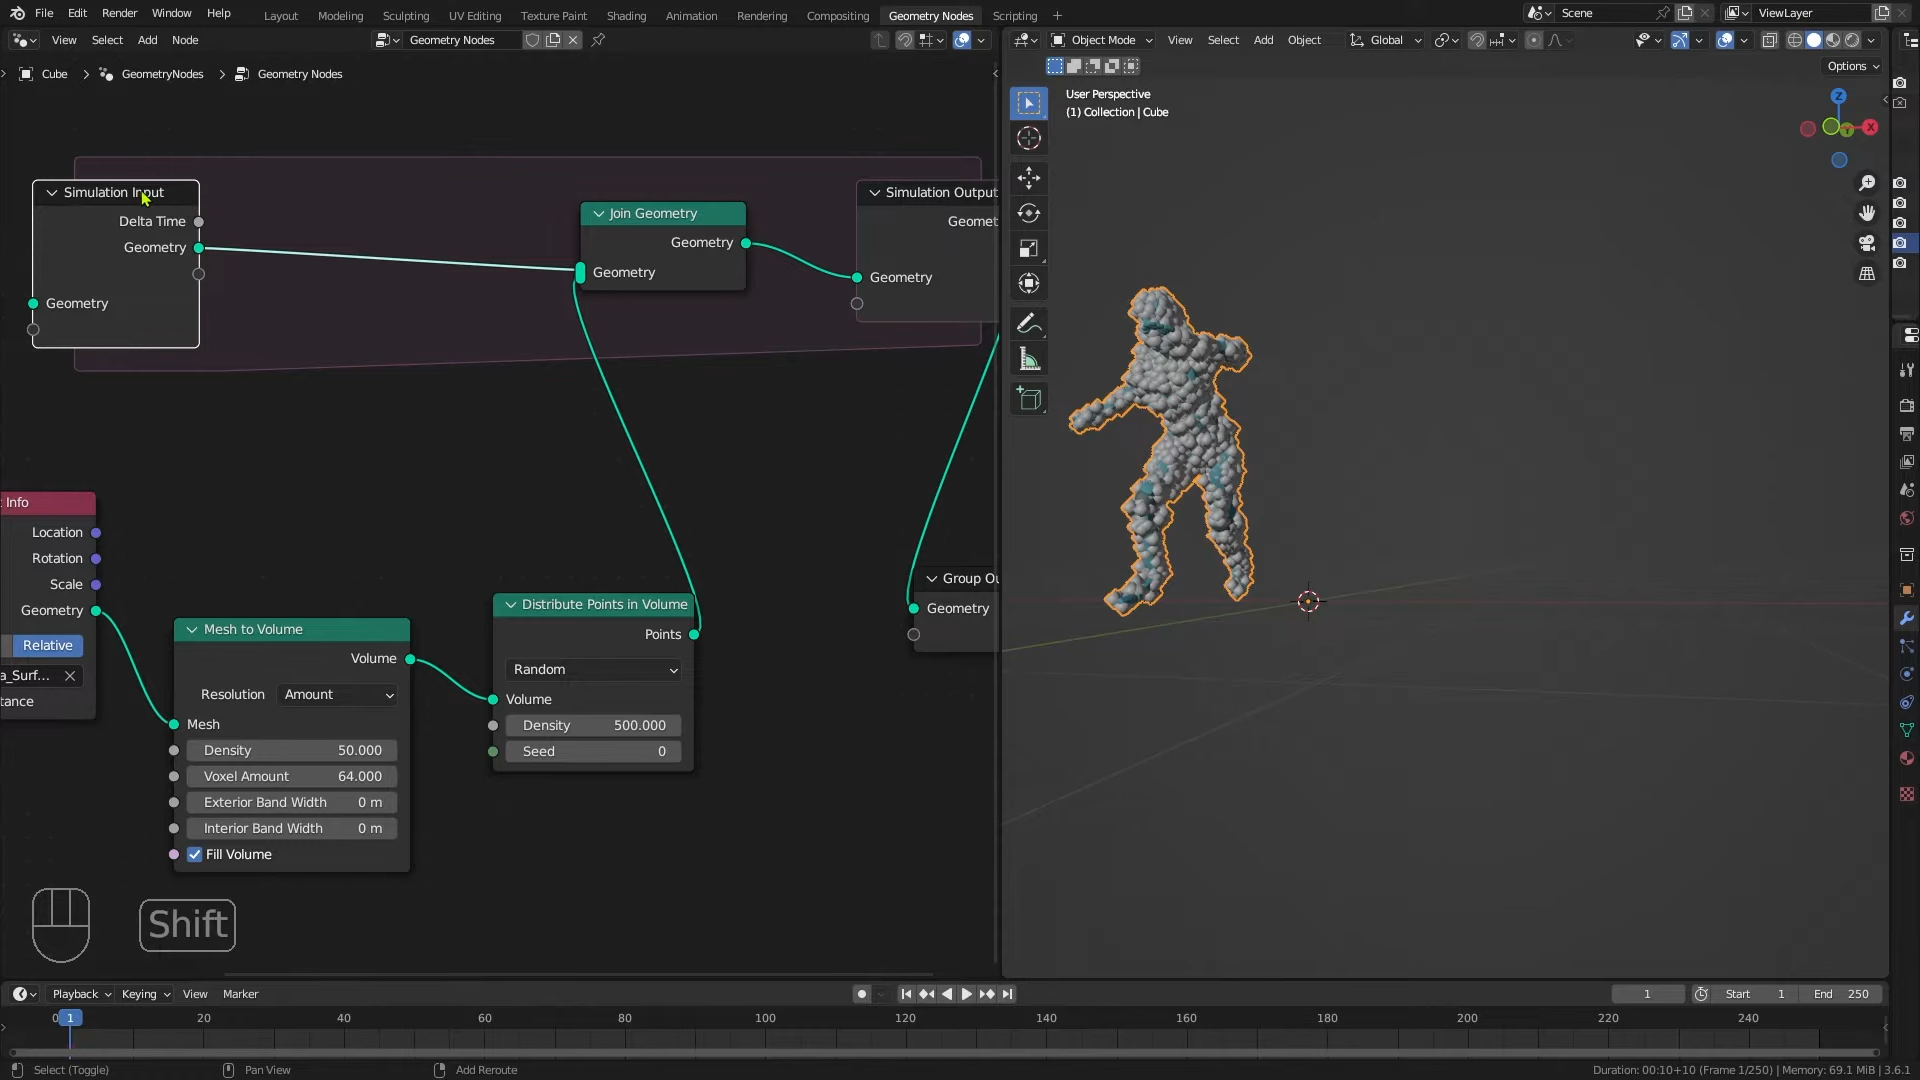 File Edit Render Window Help Layout Modeling Sculpting UV Editing Texture Paint Shading Animation Rendering Compositing Geometry Nodes Scripting + Scene ViewLayer
View Select Add Node Geometry Nodes Object Mode View Select Add Object Global
Options
Cube > GeometryNodes > Geometry Nodes
User Perspective
(1) Collection | Cube
Z
X
Y
Simulation Input
Delta Time
Geometry
Geometry
Join Geometry
Geometry
Geometry
Simulation Output
Geomet
Geometry
Info
Location
Rotation
Scale
Geometry
Relative
a_Surf...
tance
Mesh to Volume
Volume
Resolution Amount
Mesh
Density 50.000
Voxel Amount 64.000
Exterior Band Width 0 m
Interior Band Width 0 m
Fill Volume
Distribute Points in Volume
Points
Random
Volume
Density 500.000
Seed 0
Group Ou
Geometry
Shift
Playback Keying View Marker 1 Start 1 End 250
0 1 20 40 60 80 100 120 140 160 180 200 220 240
Select (Toggle) Pan View Add Reroute Duration: 00:10+10 (Frame 1/250) | Memory: 69.1 MiB | 3.6.1